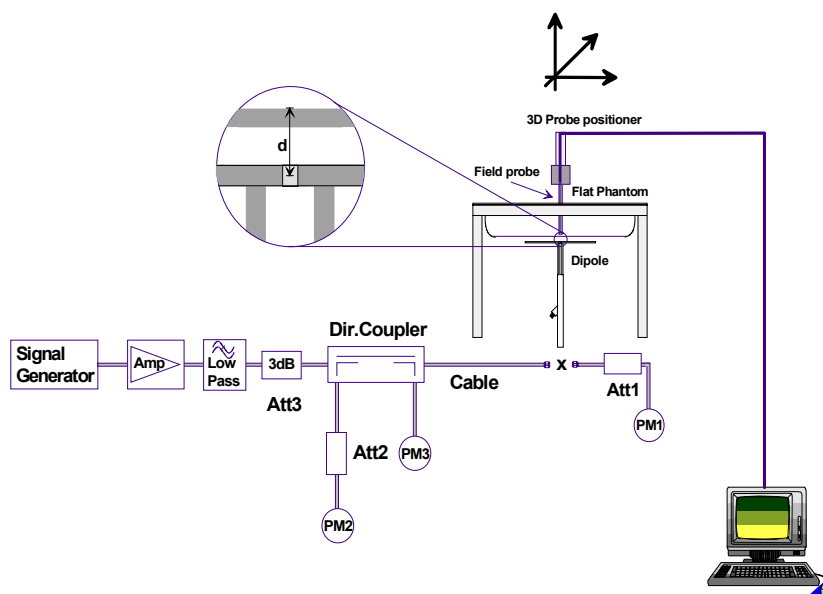 3D Probe positioner
d
Field probe
Flat Phantom
Dipole
Dir.Coupler
Signal
Generator
Amp
Low
Pass
3dB
Cable
x
Att1
Att3
PM1
Att2
PM3
PM2